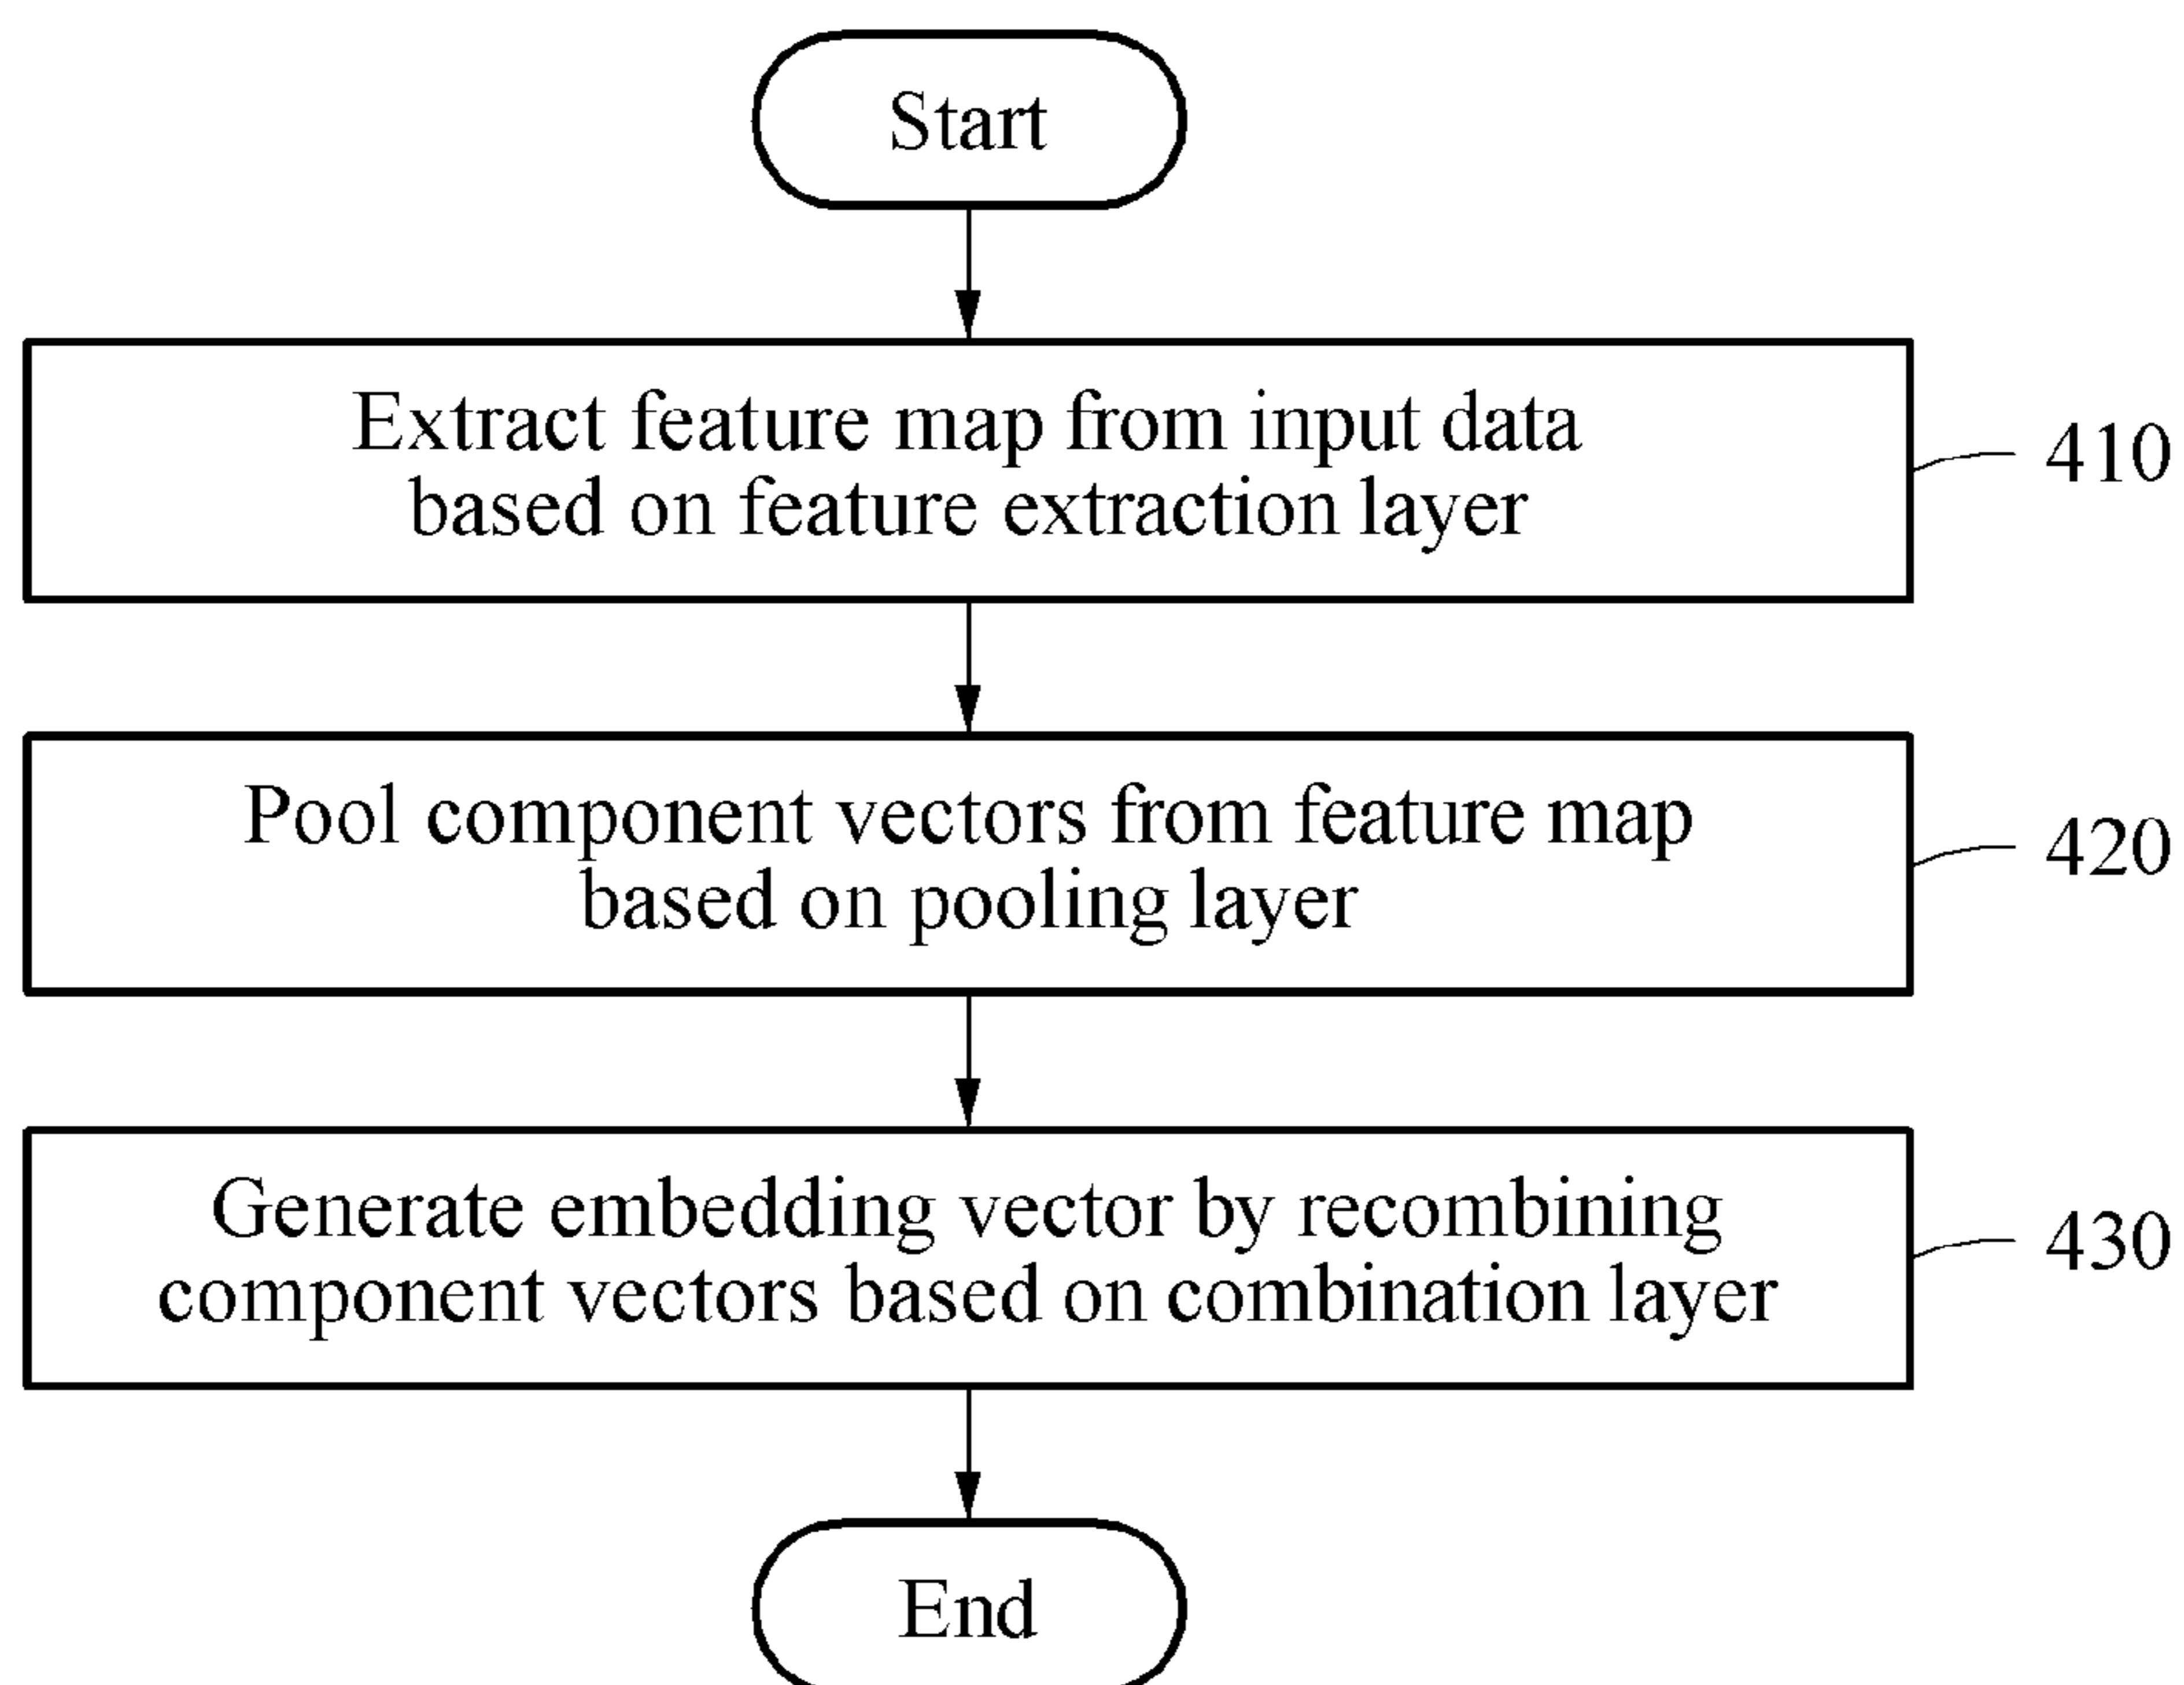 Start
Extract feature map from input data
based on feature extraction layer
410
Pool component vectors from feature map
based on pooling layer
420
Generate embedding vector by recombining
component vectors based on combination layer
430
End